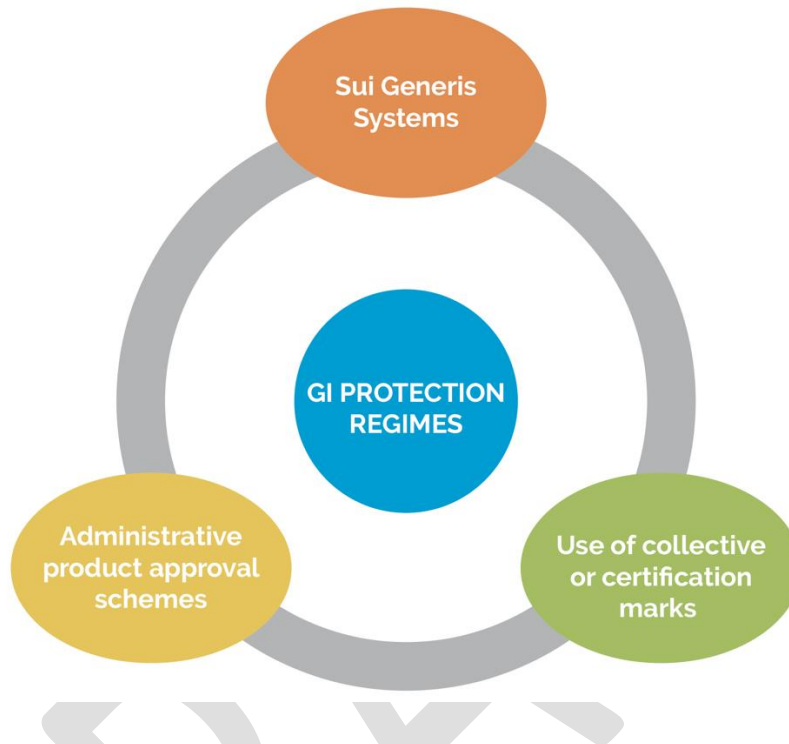 Sui Generis
Systems
GI PROTECTION
REGIMES
Administrative
product approval
schemes
Use of collective
or certification
marks